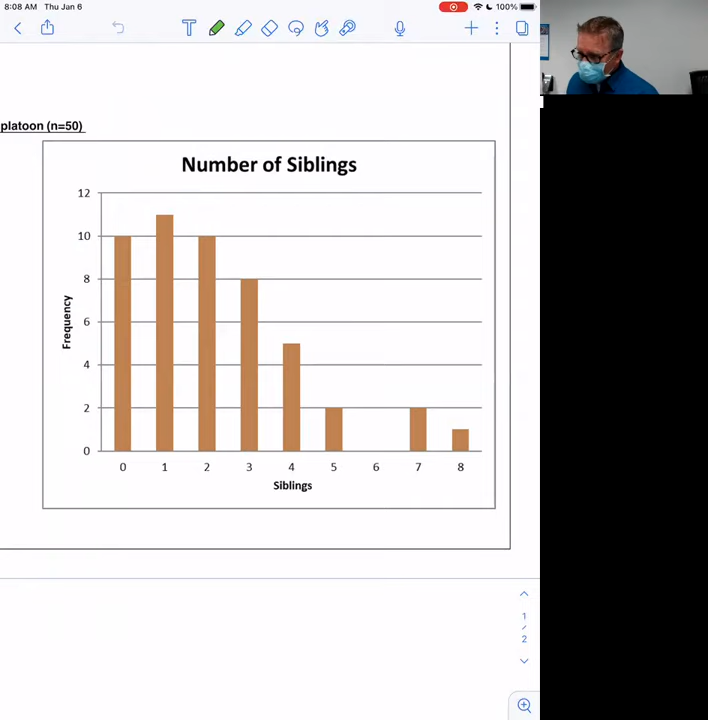 8:08 AM Thu Jan 6 100%
platoon (n=50)
Number of Siblings
12
10
8
6
4
2
0
Frequency
0 1 2 3 4 5 6 7 8
Siblings
1
/
2